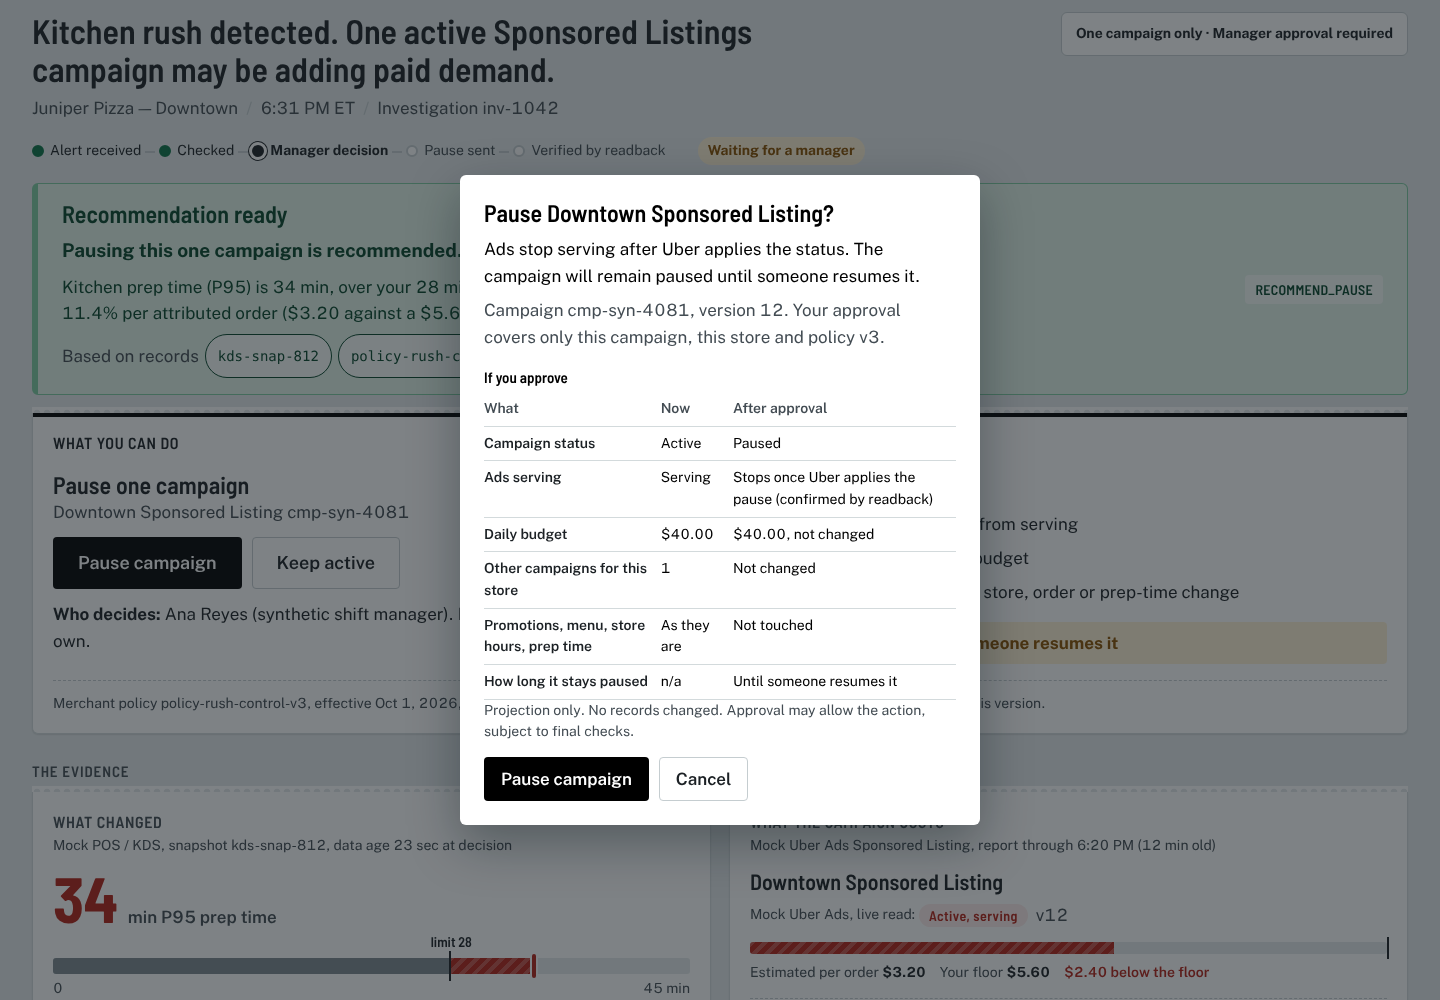 Kitchen rush detected. One active Sponsored Listings
campaign may be adding paid demand.
One campaign only · Manager approval required
Juniper Pizza — Downtown / 6:31 PM ET / Investigation inv-1042
Alert received — Checked — Manager decision — Pause sent — Verified by readback Waiting for a manager
Recommendation ready
Pausing this one campaign is recommended.
Kitchen prep time (P95) is 34 min, over your 28
11.4% per attributed order ($3.20 against a
RECOMMEND_PAUSE
Based on records kds-snap-812
WHAT YOU CAN DO
Pause one campaign
Downtown Sponsored Listing cmp-syn-4081
Pause campaign Keep active
Who decides: Ana Reyes (synthetic shift manager).
own.
Merchant policy policy-rush-control-v3, effective Oct 1, 2026,
from serving
store, order or prep-time change
resumes it
version.
Pause Downtown Sponsored Listing?
Ads stop serving after Uber applies the status. The
campaign will remain paused until someone resumes it.
Campaign cmp-syn-4081, version 12. Your approval
covers only this campaign, this store and policy v3.
If you approve
What Now After approval
Campaign status Active Paused
Ads serving Serving Stops once Uber applies the
pause (confirmed by readback)
Daily budget $40.00 $40.00, not changed
Other campaigns for this 1 Not changed
store
Promotions, menu, store As they Not touched
hours, prep time are
How long it stays paused n/a Until someone resumes it
Projection only. No records changed. Approval may allow the action,
subject to final checks.
Pause campaign Cancel
THE EVIDENCE
WHAT CHANGED
Mock POS / KDS, snapshot kds-snap-812, data age 23 sec at decision
34 min P95 prep time
limit 28
0 45 min
Mock Uber Ads Sponsored Listing, report through 6:20 PM (12 min old)
Downtown Sponsored Listing
Mock Uber Ads, live read: Active, serving v12
Estimated per order $3.20 Your floor $5.60 $2.40 below the floor